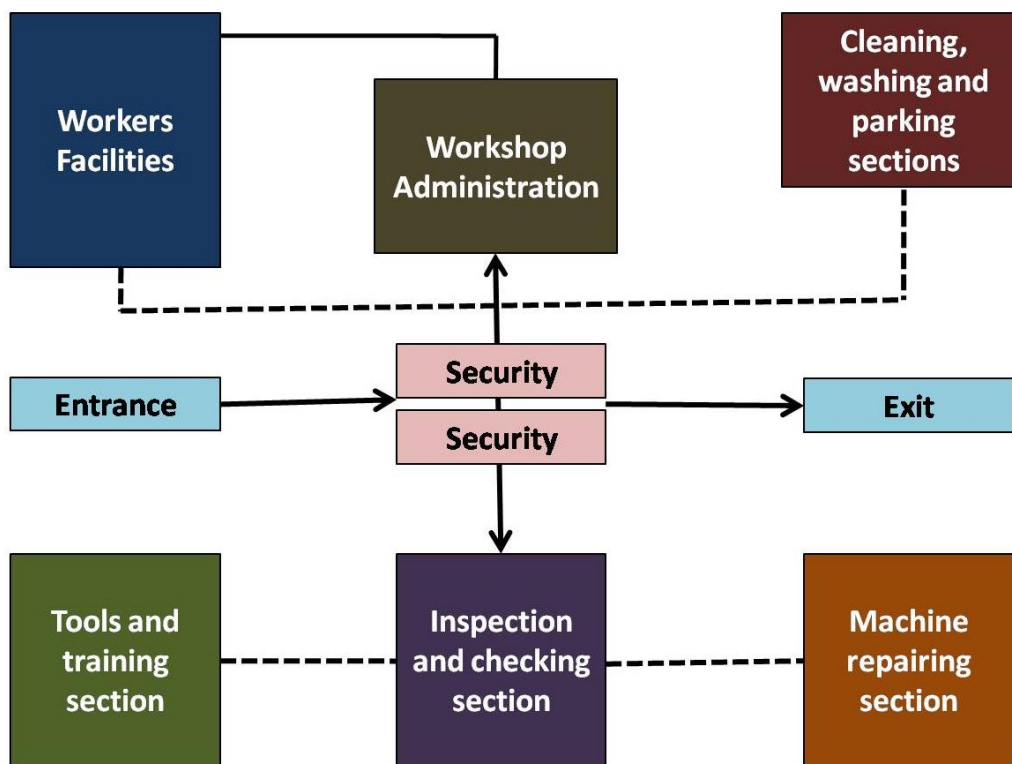 Workers
Facilities
Workshop
Administration
Cleaning,
washing and
parking
sections
Entrance
Security
Security
Exit
Tools and
training
section
Inspection
and checking
section
Machine
repairing
section